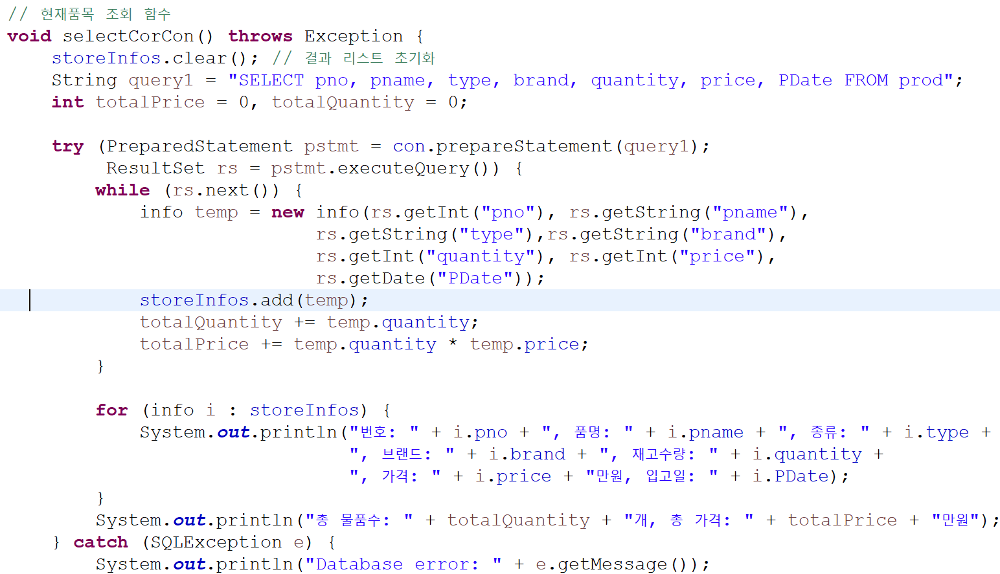 // 현재품목 조회 함수
void selectCorCon() throws Exception {
    storeInfos.clear(); // 결과 리스트 초기화
    String query1 = "SELECT pno, pname, type, brand, quantity, price, PDate FROM prod";
    int totalPrice = 0, totalQuantity = 0;

    try (PreparedStatement pstmt = con.prepareStatement(query1);
         ResultSet rs = pstmt.executeQuery()) {
        while (rs.next()) {
            info temp = new info(rs.getInt("pno"), rs.getString("pname"),
                            rs.getString("type"),rs.getString("brand"),
                            rs.getInt("quantity"), rs.getInt("price"),
                            rs.getDate("PDate"));
            storeInfos.add(temp);
            totalQuantity += temp.quantity;
            totalPrice += temp.quantity * temp.price;
        }

        for (info i : storeInfos) {
            System.out.println("번호: " + i.pno + ", 품명: " + i.pname + ", 종류: " + i.type +
                               ", 브랜드: " + i.brand + ", 재고수량: " + i.quantity +
                               ", 가격: " + i.price + "만원, 입고일: " + i.PDate);
        }
        System.out.println("총 물품수: " + totalQuantity + "개, 총 가격: " + totalPrice + "만원");
    } catch (SQLException e) {
        System.out.println("Database error: " + e.getMessage());